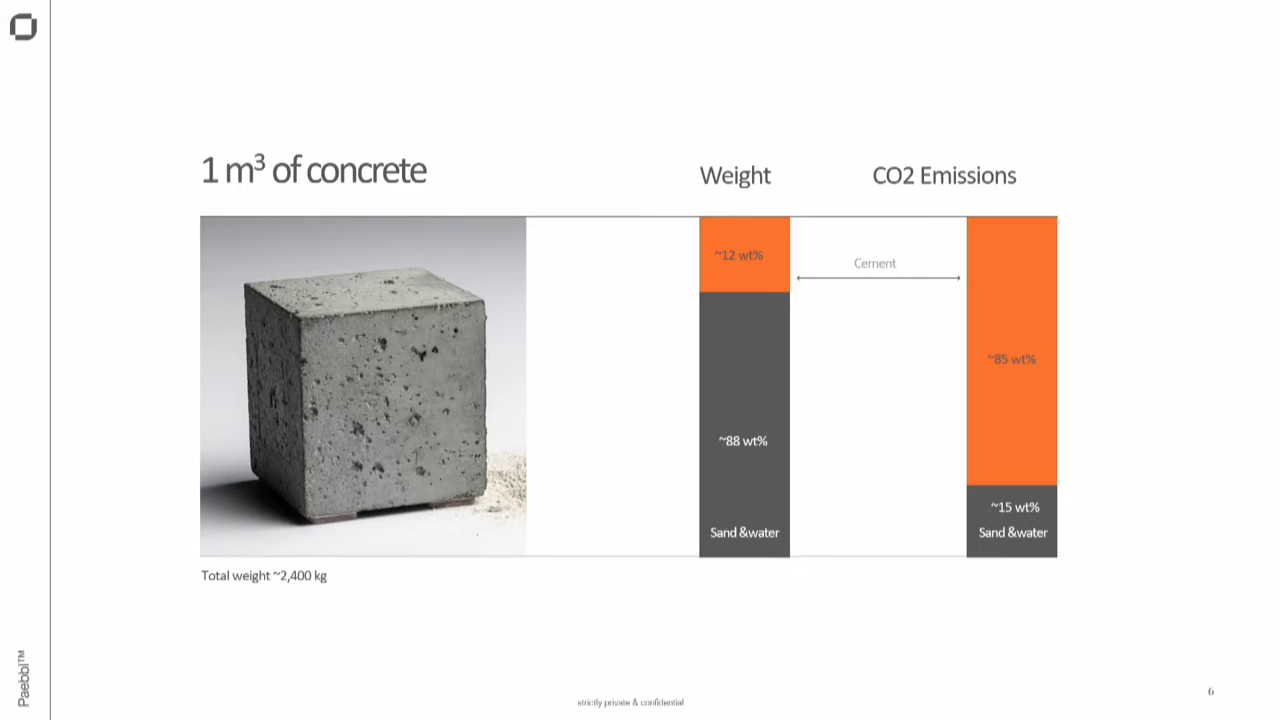 1 m³ of concrete
Weight
CO2 Emissions
~12 wt%
Cement
~85 wt%
~88 wt%
~15 wt%
Sand &water
Sand &water
Total weight ~2,400 kg
Paebbl™
strictly private & confidential
6